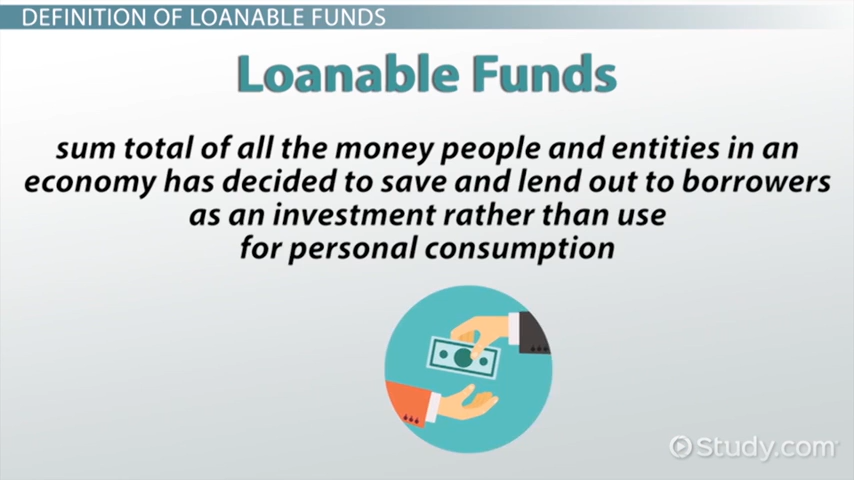 DEFINITION OF LOANABLE FUNDS
Loanable Funds
sum total of all the money people and entities in an
economy has decided to save and lend out to borrowers
as an investment rather than use
for personal consumption
Study.com